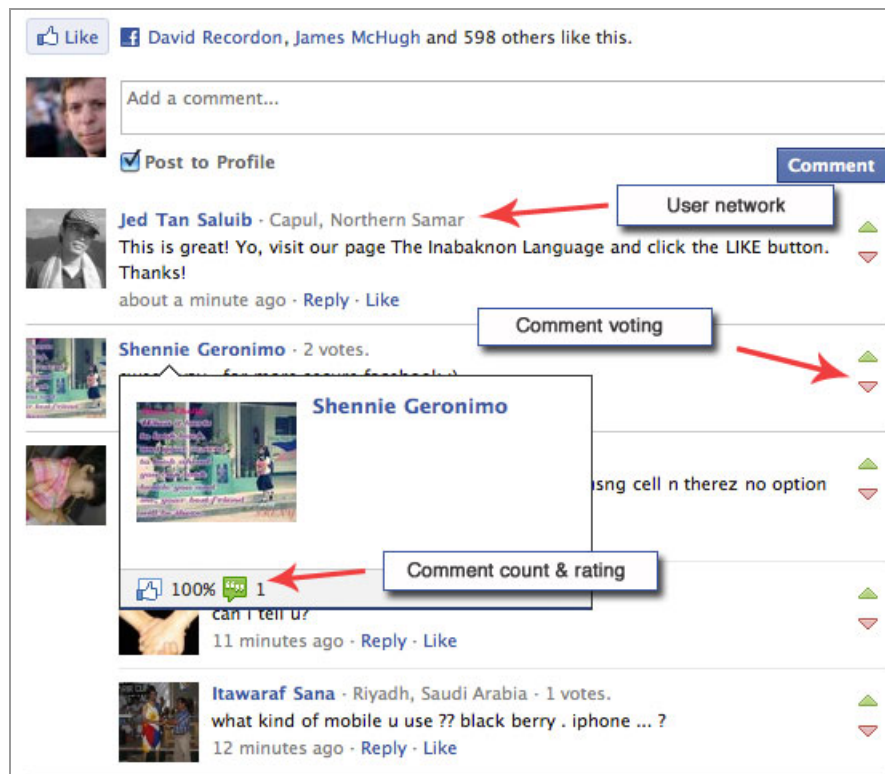 Like
David Recordon, James McHugh and 598 others like this.
Add a comment...
Post to Profile
Comment
Jed Tan Saluib · Capul, Northern Samar
User network
This is great! Yo, visit our page The Inabaknon Language and click the LIKE button.
Thanks!
about a minute ago · Reply · Like
Comment voting
Shennie Geronimo · 2 votes.
Shennie Geronimo
usng cell n therez no option
Comment count & rating
100% 1
can i tell u?
11 minutes ago · Reply · Like
Itawaraf Sana · Riyadh, Saudi Arabia · 1 votes.
what kind of mobile u use ?? black berry . iphone ... ?
12 minutes ago · Reply · Like